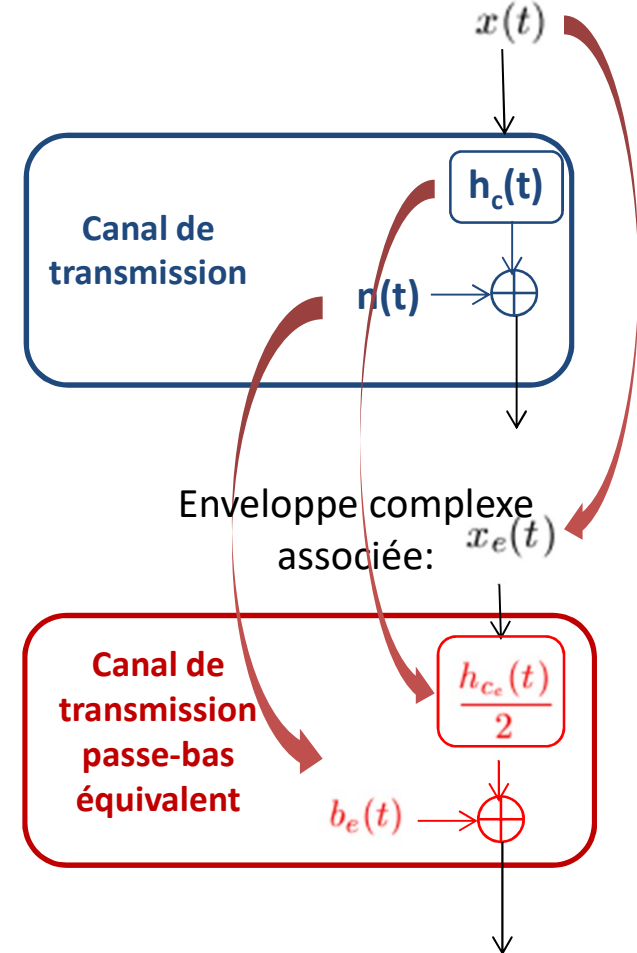 x(t)
h_c(t)
Canal de
transmission
n(t)
Enveloppe complexe
associée: x_e(t)
Canal de
transmission
passe-bas
équivalent
h_{c_e}(t)
2
b_e(t)